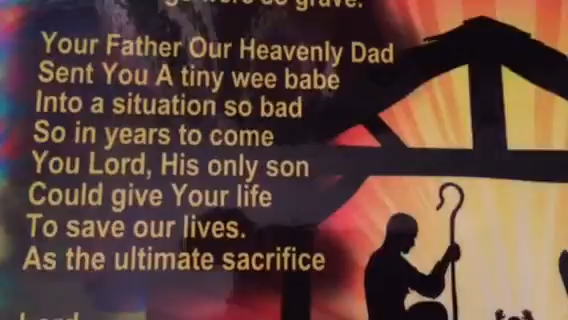 were so grave.
Your Father Our Heavenly Dad
Sent You A tiny wee babe
Into a situation so bad
So in years to come
You Lord, His only son
Could give Your life
To save our lives.
As the ultimate sacrifice
Lord